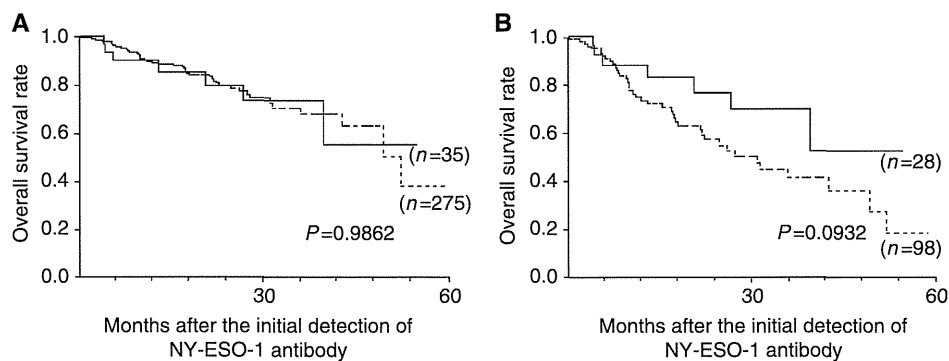 A
Overall survival rate
1.0
0.8
0.6
0.4
0.2
0.0
(n=35)
(n=275)
P=0.9862
30
60
Months after the initial detection of
NY-ESO-1 antibody
B
Overall survival rate
1.0
0.8
0.6
0.4
0.2
0.0
(n=28)
P=0.0932
(n=98)
30
60
Months after the initial detection of
NY-ESO-1 antibody